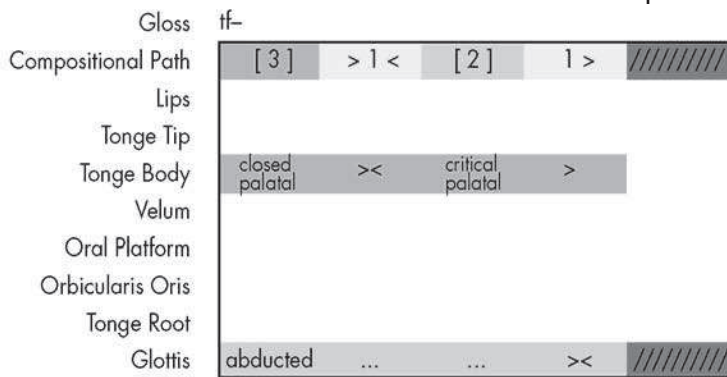 Gloss tf–
Compositional Path [ 3 ] > 1 < [ 2 ] 1 > //////////
Lips
Tonge Tip
Tonge Body closed palatal >< critical palatal >
Velum
Oral Platform
Orbicularis Oris
Tonge Root
Glottis abducted ... ... >< //////////